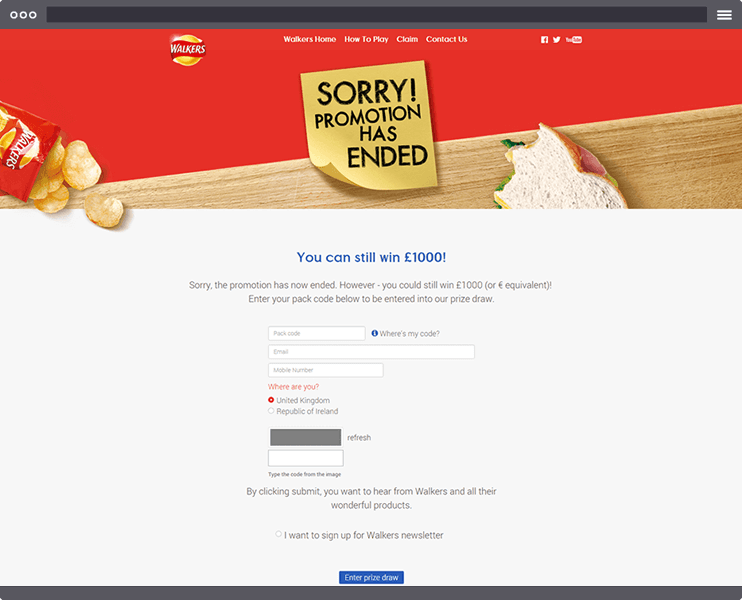 WALKERS
Walkers Home How To Play Claim Contact Us
You Tube
SORRY!
PROMOTION
HAS
ENDED
WALKERS
You can still win £1000!
Sorry, the promotion has now ended. However - you could still win £1000 (or € equivalent)!
Enter your pack code below to be entered into our prize draw.
Pack code
Where's my code?
Email
Mobile Number
Where are you?
United Kingdom
Republic of Ireland
refresh
Type the code from the image
By clicking submit, you want to hear from Walkers and all their
wonderful products.
I want to sign up for Walkers newsletter
Enter prize draw